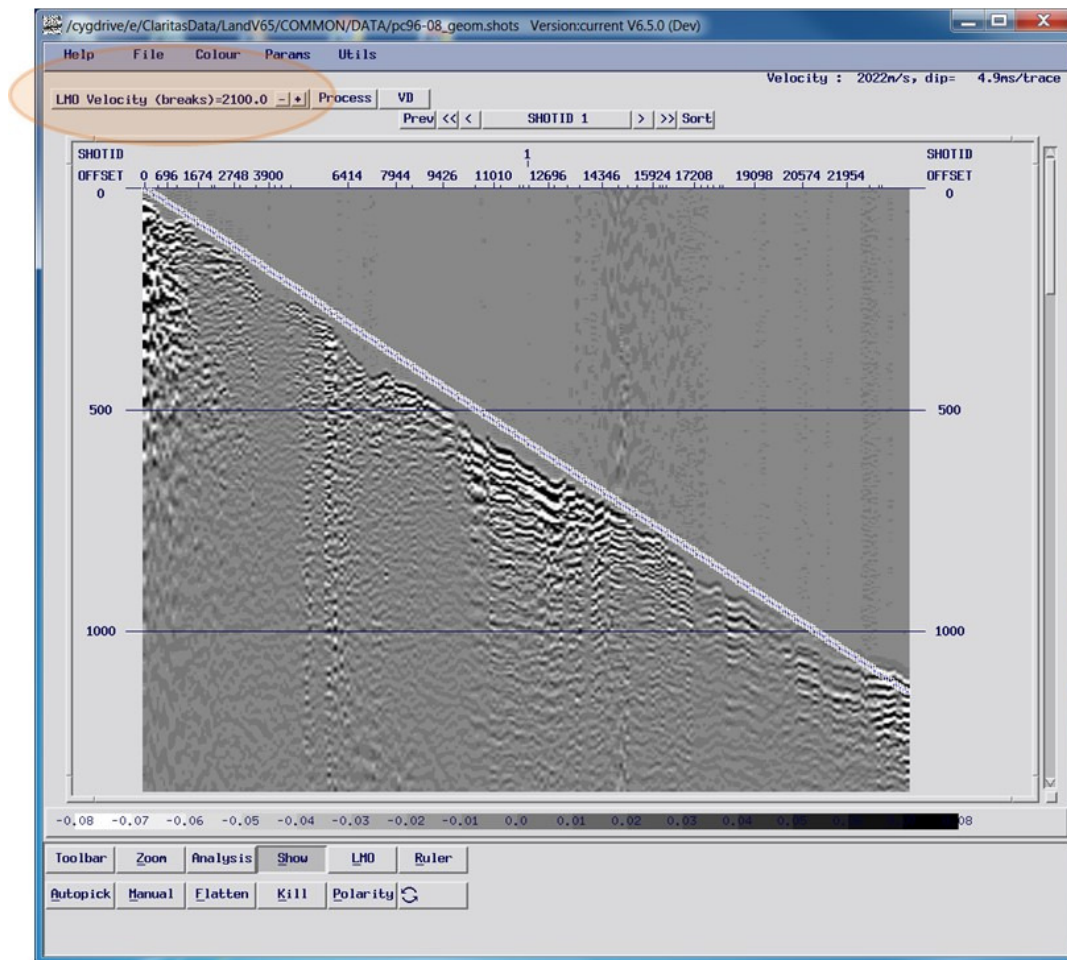 /cygdrive/e/ClaritasData/LandV65/COMMON/DATA/pc96-08_geom.shots Version:current V6.5.0 (Dev)
Help File Colour Params Utils
Velocity : 2022m/s, dip= 4.9ms/trace
LMO Velocity (breaks)=2100.0 - + Process VD
Prev << < SHOTID 1 > >> Sort
SHOTID 1 SHOTID
OFFSET 0 696 1674 2748 3900 6414 7944 9426 11010 12696 14346 15924 17208 19098 20574 21954 OFFSET
0 0
500 500
1000 1000
-0.08 -0.07 -0.06 -0.05 -0.04 -0.03 -0.02 -0.01 0.0 0.01 0.02 0.03 0.04 08
Toolbar Zoom Analysis Show LMO Ruler
Autopick Manual Flatten Kill Polarity